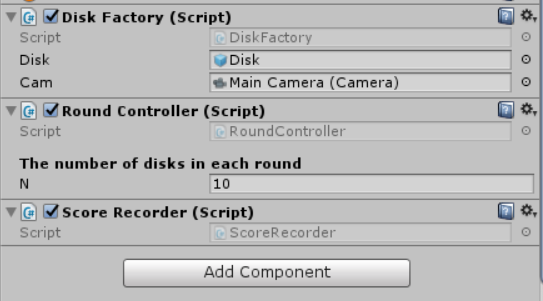 Disk Factory (Script)
Script DiskFactory
Disk Disk
Cam Main Camera (Camera)
Round Controller (Script)
Script RoundController
The number of disks in each round
N 10
Score Recorder (Script)
Script ScoreRecorder
Add Component